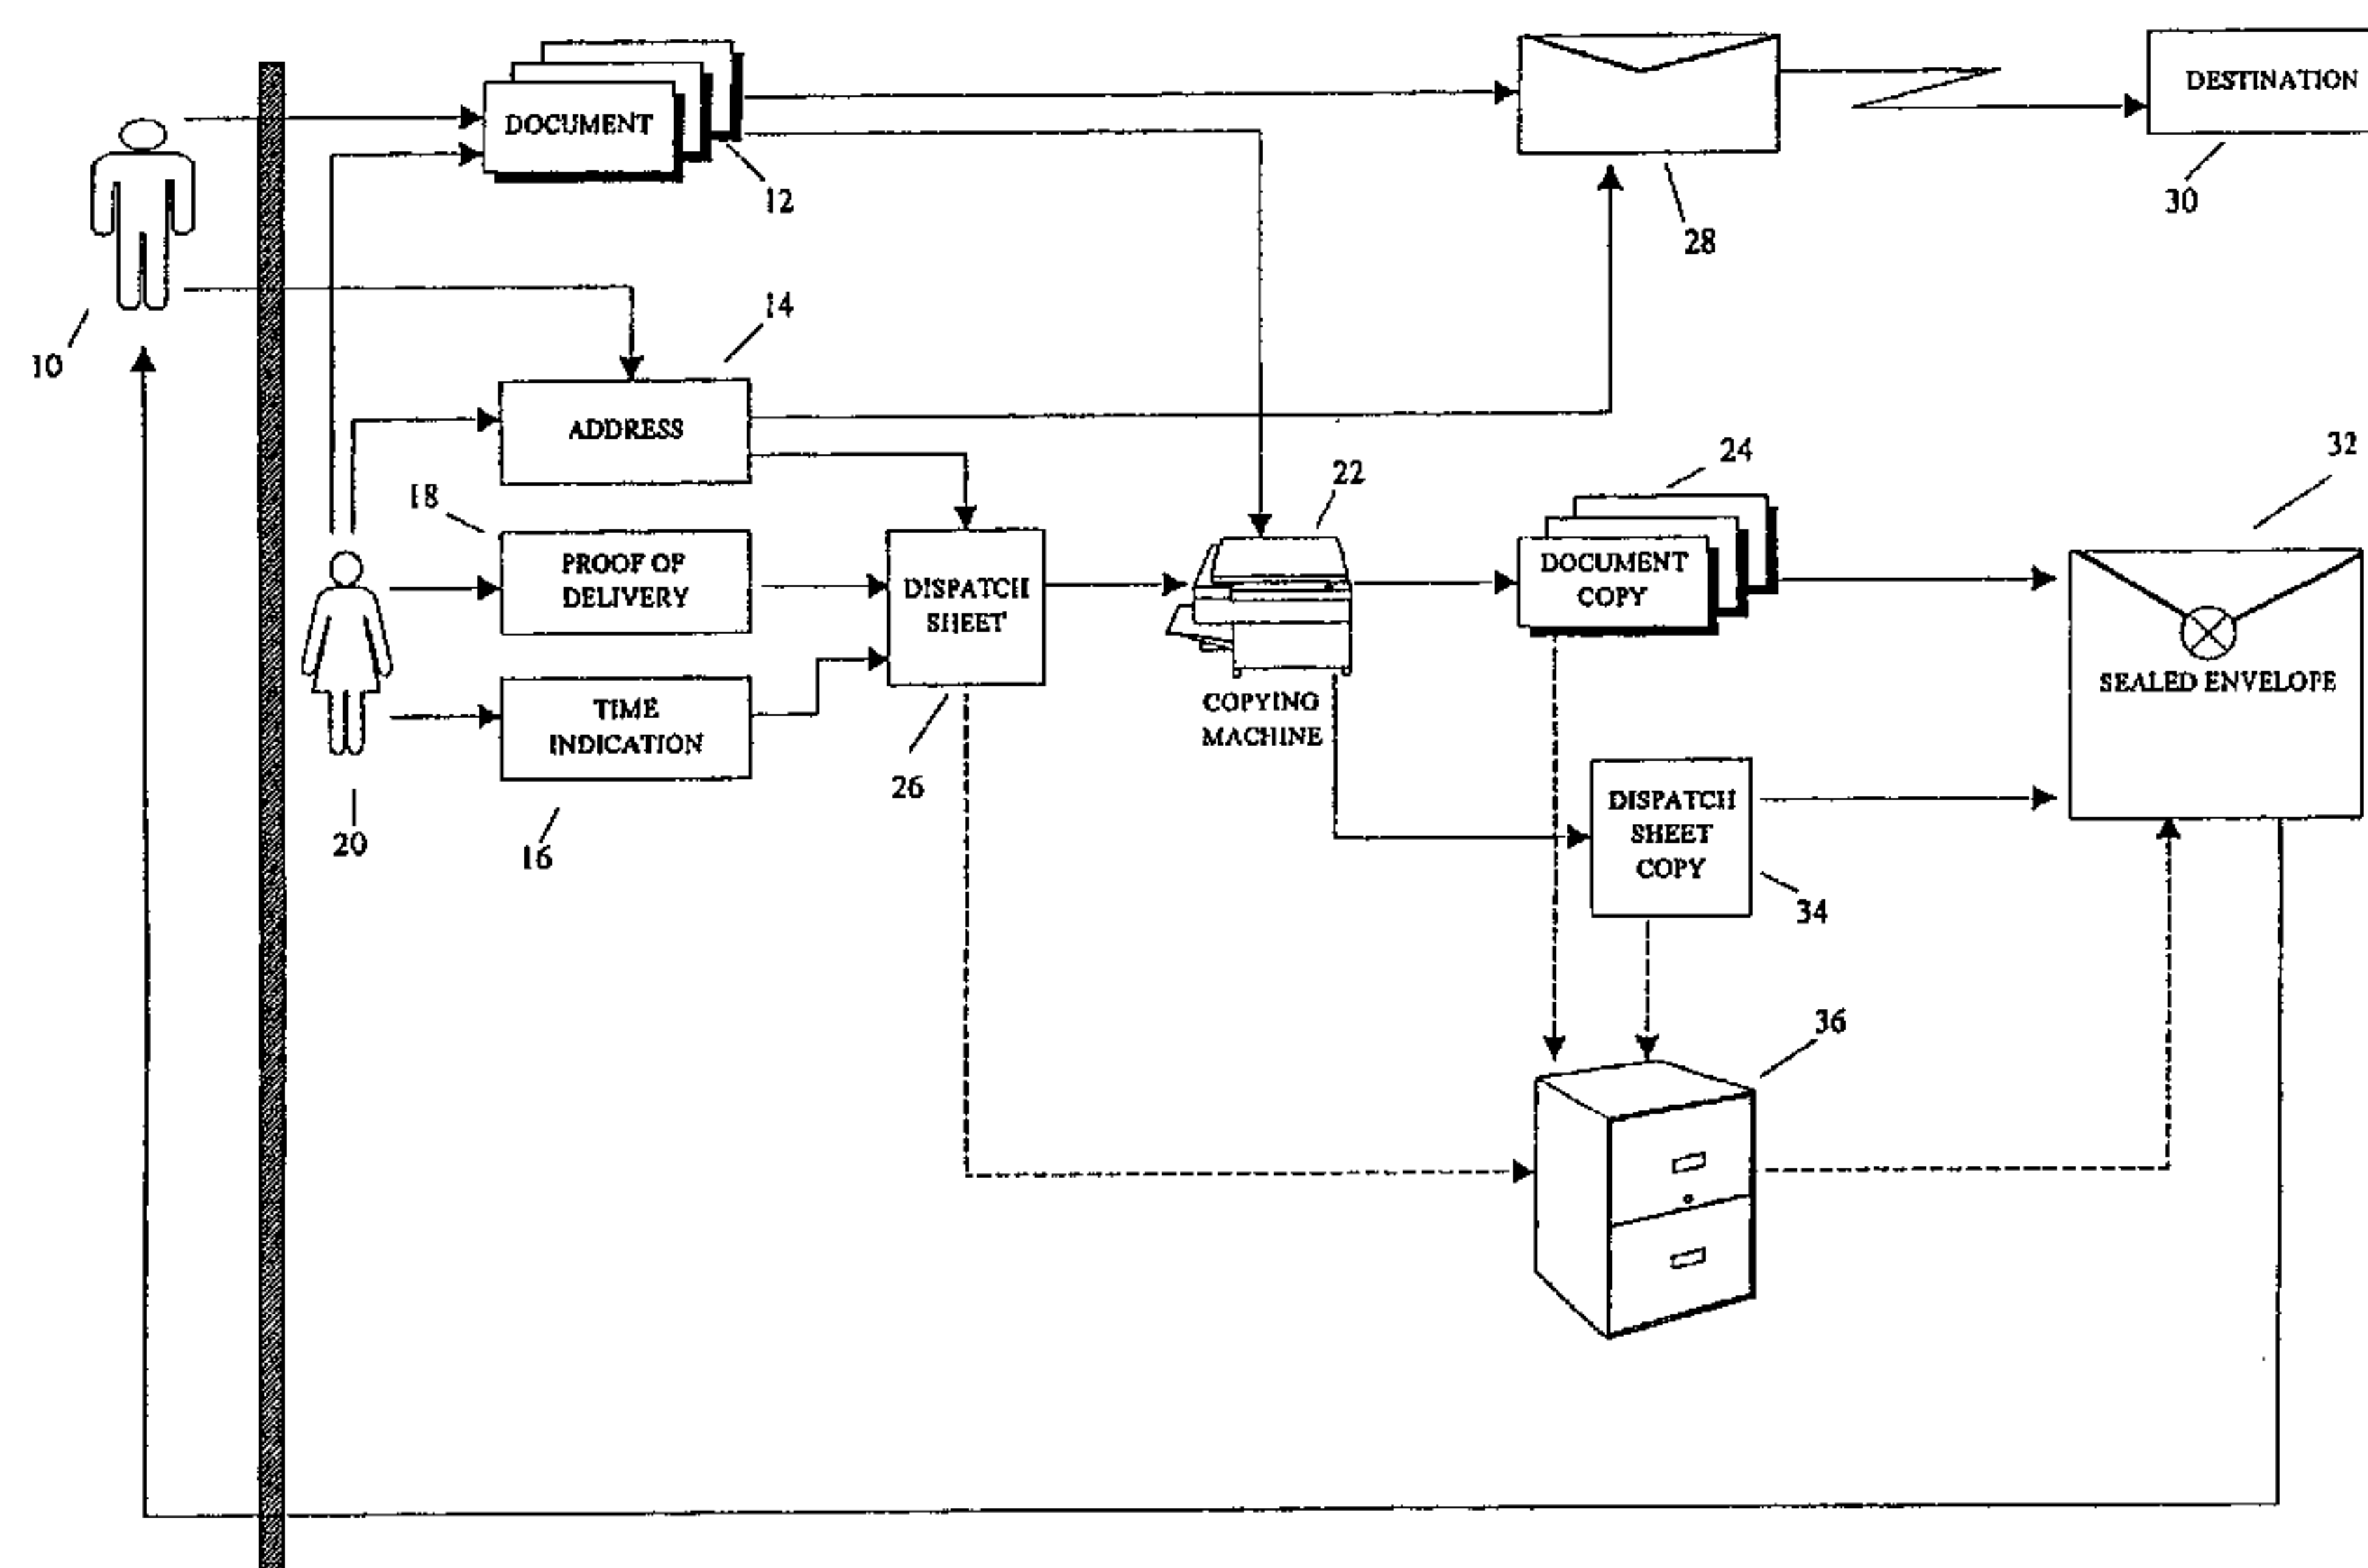 DOCUMENT
DESTINATION
12
30
28
10
14
ADDRESS
18
PROOF OF
DELIVERY
TIME
INDICATION
20
16
DISPATCH
SHEET
26
22
COPYING
MACHINE
24
DOCUMENT
COPY
32
SEALED ENVELOPE
DISPATCH
SHEET
COPY
34
36